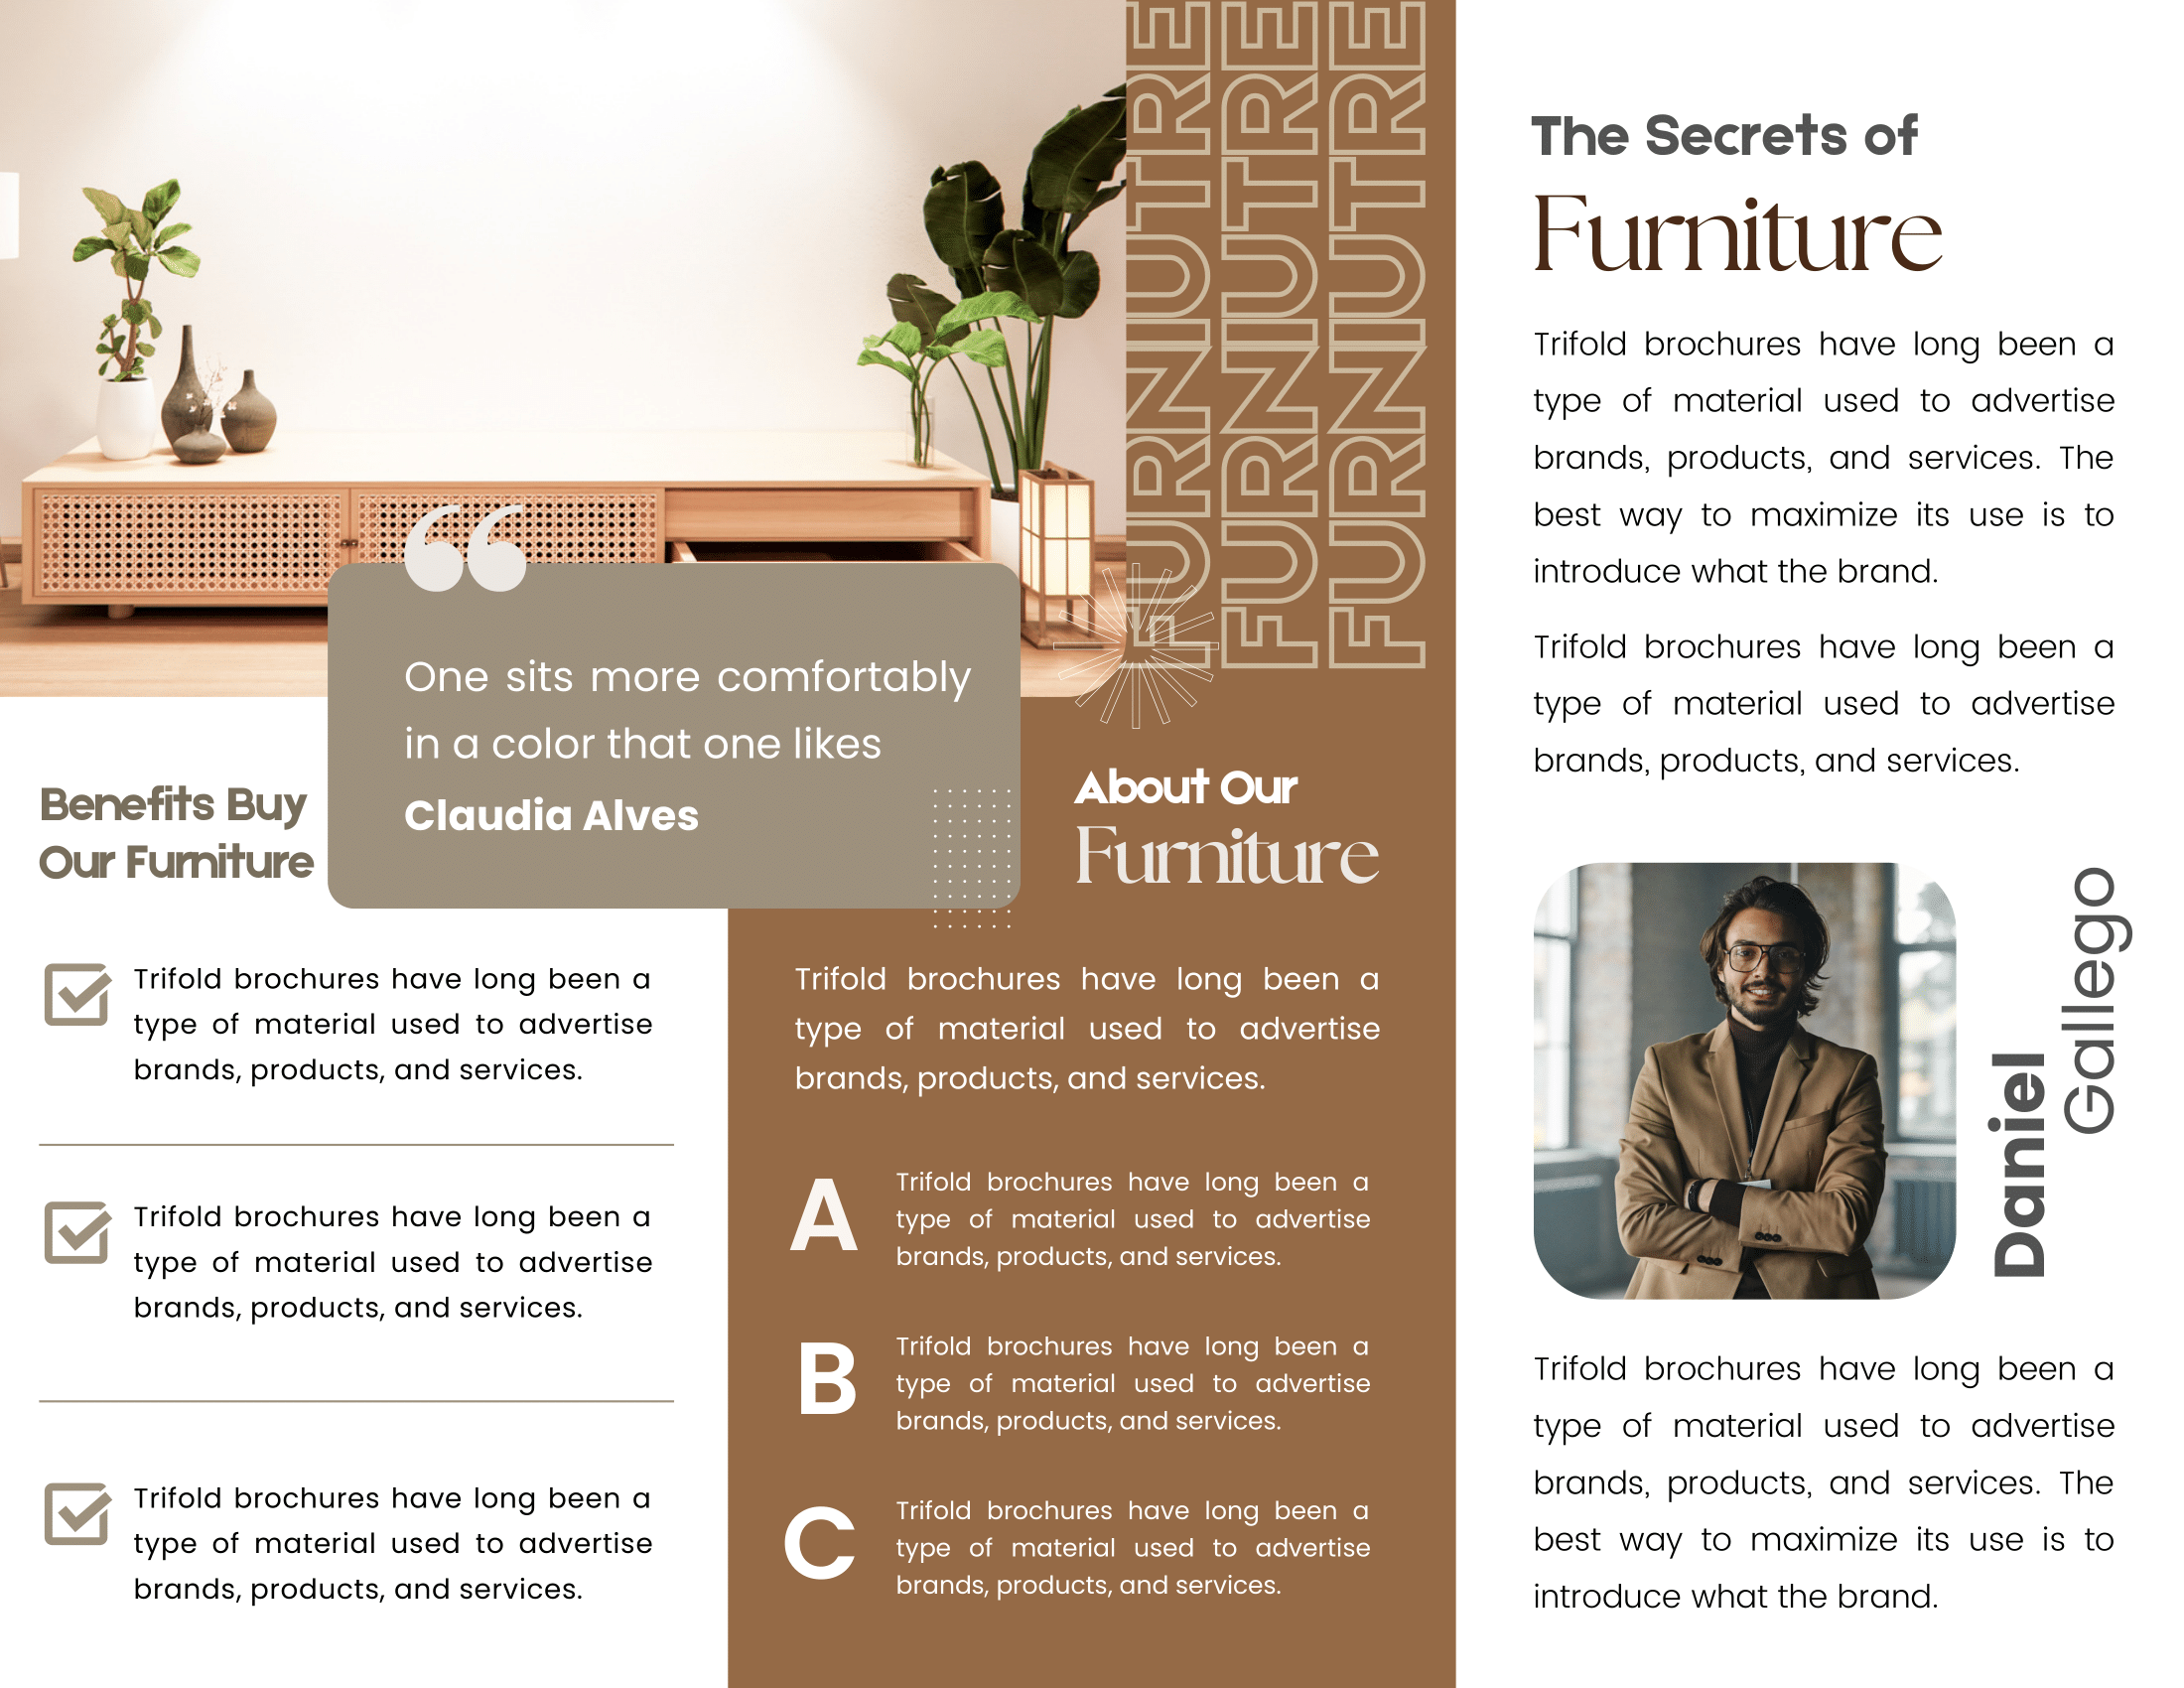 FURNIUTRE
FURNIUTRE
FURNIUTRE
“
One sits more comfortably
in a color that one likes
Claudia Alves
Benefits Buy
Our Furniture
Trifold brochures have long been a
type of material used to advertise
brands, products, and services.
Trifold brochures have long been a
type of material used to advertise
brands, products, and services.
Trifold brochures have long been a
type of material used to advertise
brands, products, and services.
About Our
Furniture
Trifold brochures have long been a
type of material used to advertise
brands, products, and services.
A
Trifold brochures have long been a
type of material used to advertise
brands, products, and services.
B
Trifold brochures have long been a
type of material used to advertise
brands, products, and services.
C
Trifold brochures have long been a
type of material used to advertise
brands, products, and services.
The Secrets of
Furniture
Trifold brochures have long been a
type of material used to advertise
brands, products, and services. The
best way to maximize its use is to
introduce what the brand.
Trifold brochures have long been a
type of material used to advertise
brands, products, and services.
Daniel
Gallego
Trifold brochures have long been a
type of material used to advertise
brands, products, and services. The
best way to maximize its use is to
introduce what the brand.